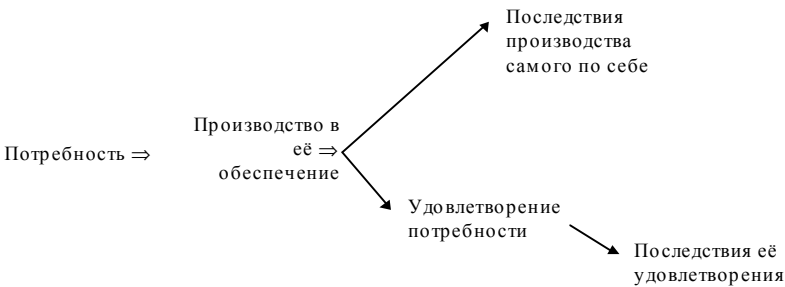 Последствия
производства
самого по себе
Производство в
её ⇒
обеспечение
Потребность ⇒
Удовлетворение
потребности
Последствия её
удовлетворения